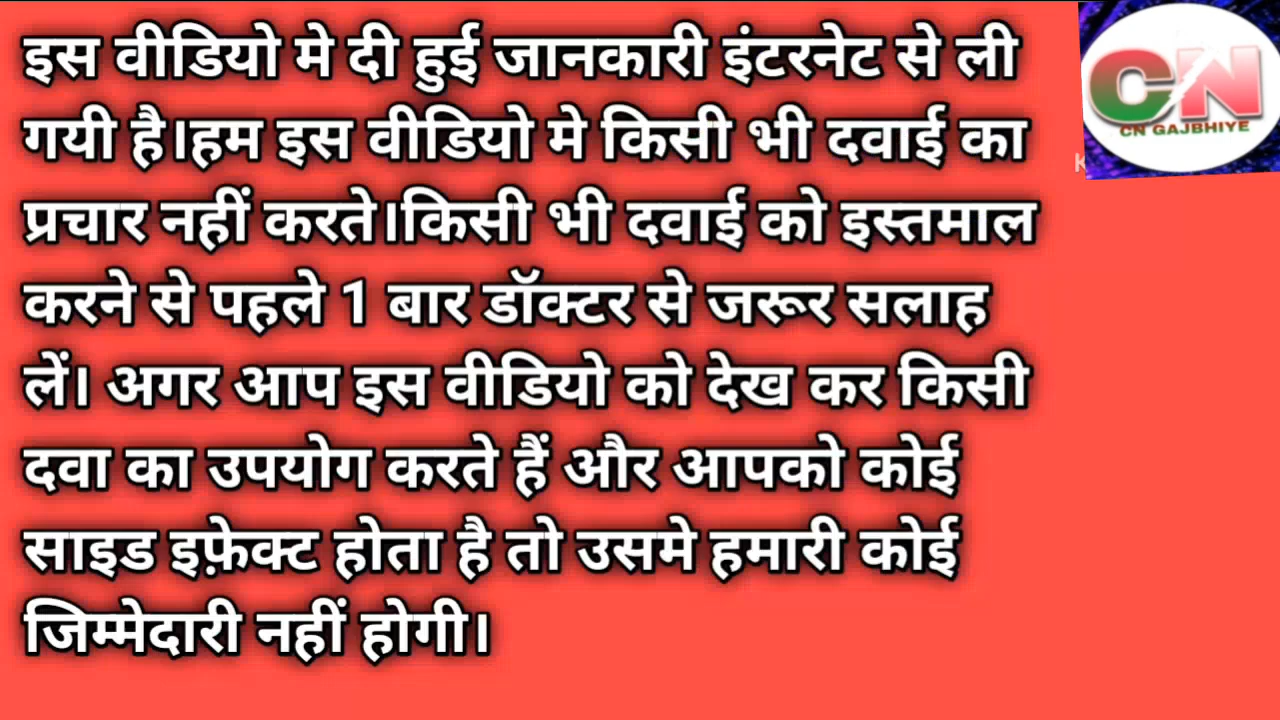 इस वीडियो मे दी हुई जानकारी इंटरनेट से ली
गयी है।हम इस वीडियो मे किसी भी दवाई का
प्रचार नहीं करते।किसी भी दवाई को इस्तमाल
करने से पहले 1 बार डॉक्टर से जरूर सलाह
लें। अगर आप इस वीडियो को देख कर किसी
दवा का उपयोग करते हैं और आपको कोई
साइड इफ़ेक्ट होता है तो उसमे हमारी कोई
जिम्मेदारी नहीं होगी।
CN
CN GAJBHIYE